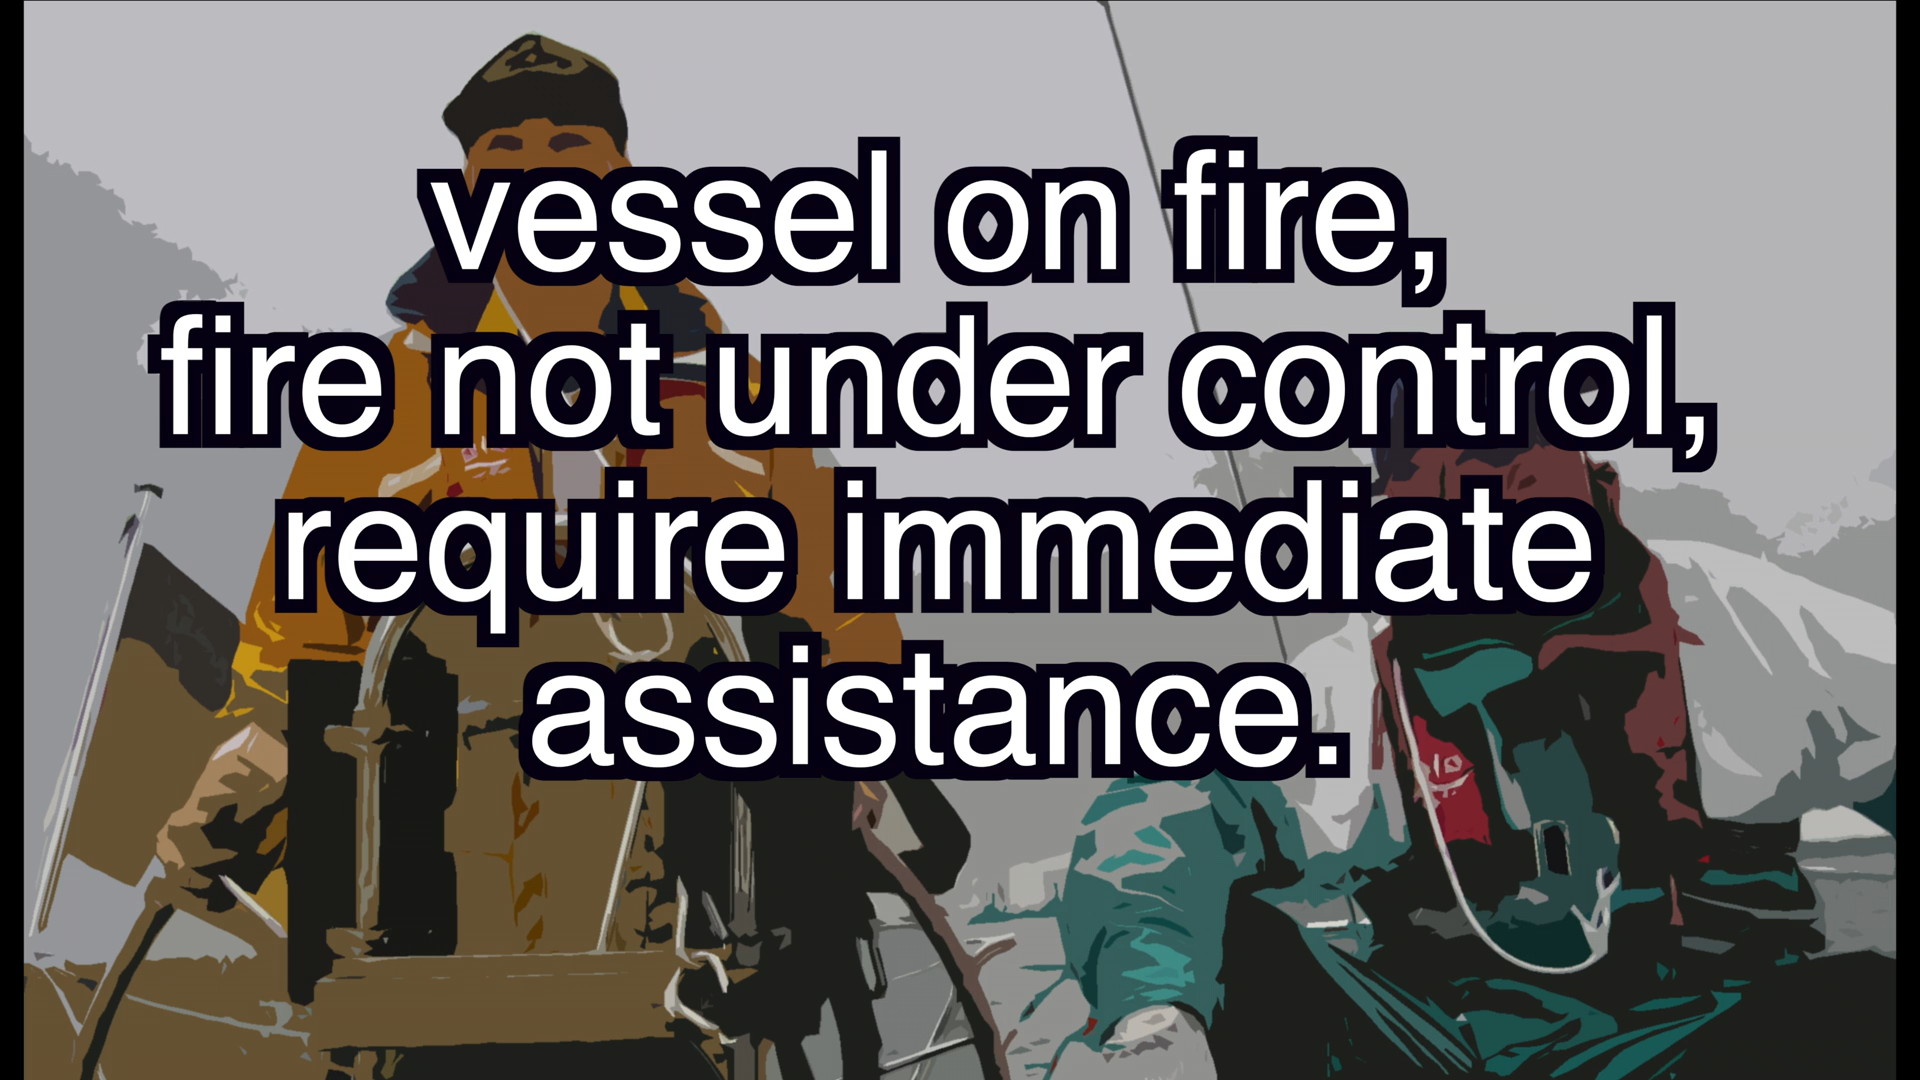 vessel on fire,
fire not under control,
require immediate
assistance.